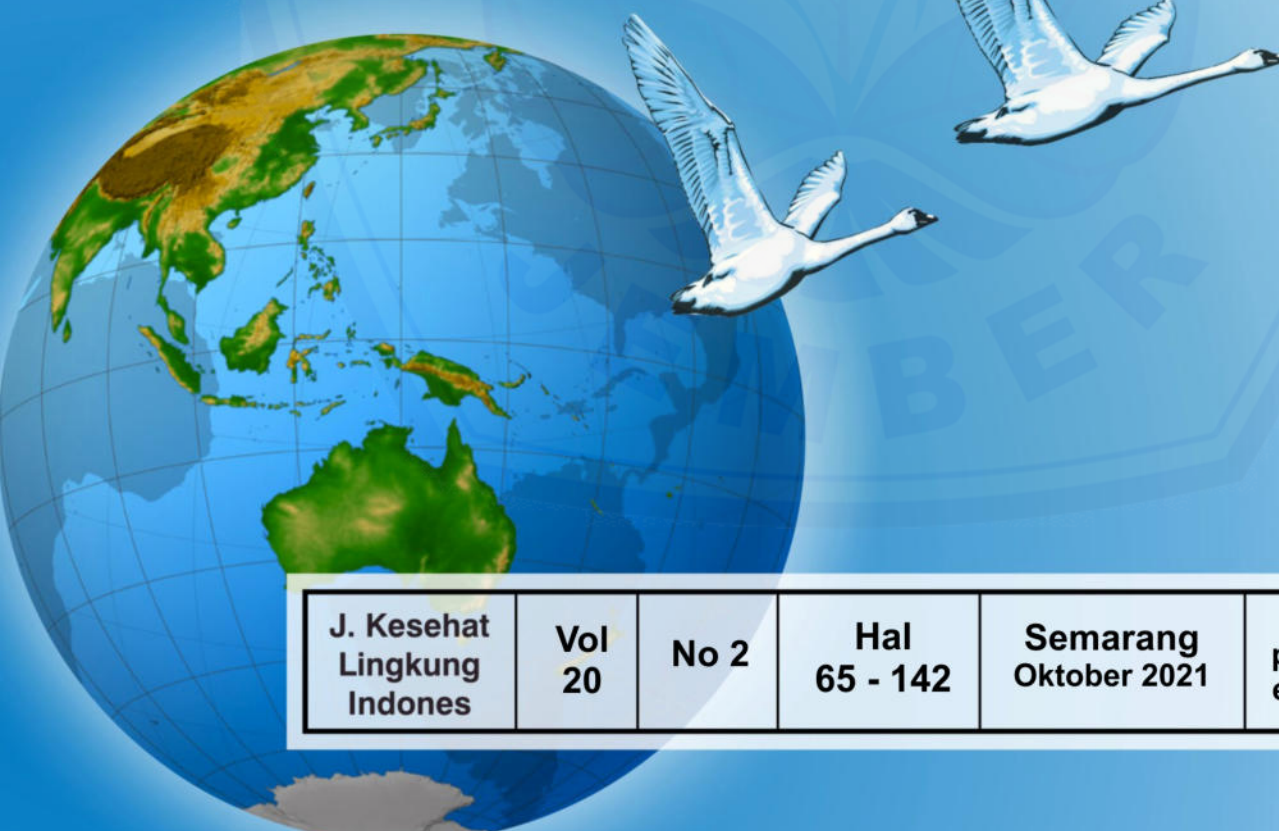 J. Kesehat
Lingkung
Indones
Vol
20
No 2
Hal
65 - 142
Semarang
Oktober 2021